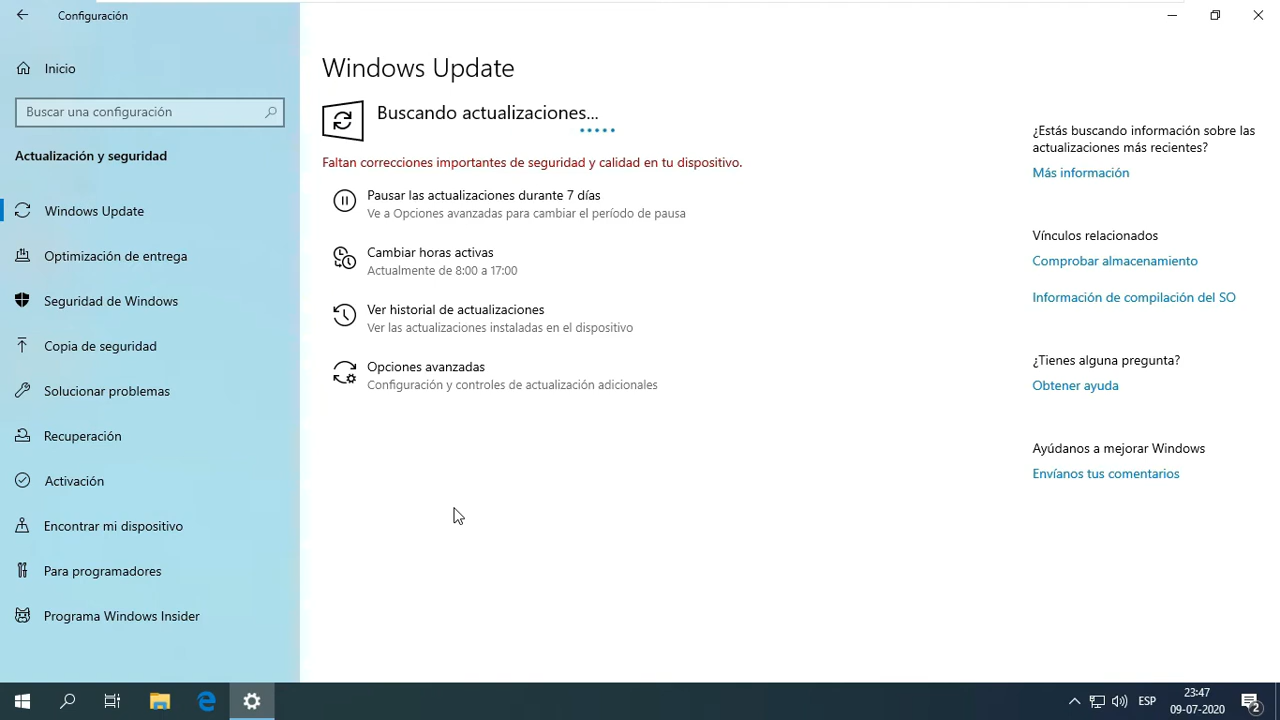 Configuración
Inicio
Buscar una configuración
Actualización y seguridad
Windows Update
Optimización de entrega
Seguridad de Windows
Copia de seguridad
Solucionar problemas
Recuperación
Activación
Encontrar mi dispositivo
Para programadores
Programa Windows Insider
Windows Update
Buscando actualizaciones...
Faltan correcciones importantes de seguridad y calidad en tu dispositivo.
Pausar las actualizaciones durante 7 días
Ve a Opciones avanzadas para cambiar el período de pausa
Cambiar horas activas
Actualmente de 8:00 a 17:00
Ver historial de actualizaciones
Ver las actualizaciones instaladas en el dispositivo
Opciones avanzadas
Configuración y controles de actualización adicionales
¿Estás buscando información sobre las
actualizaciones más recientes?
Más información
Vínculos relacionados
Comprobar almacenamiento
Información de compilación del SO
¿Tienes alguna pregunta?
Obtener ayuda
Ayúdanos a mejorar Windows
Envíanos tus comentarios
ESP
23:47
09-07-2020
2